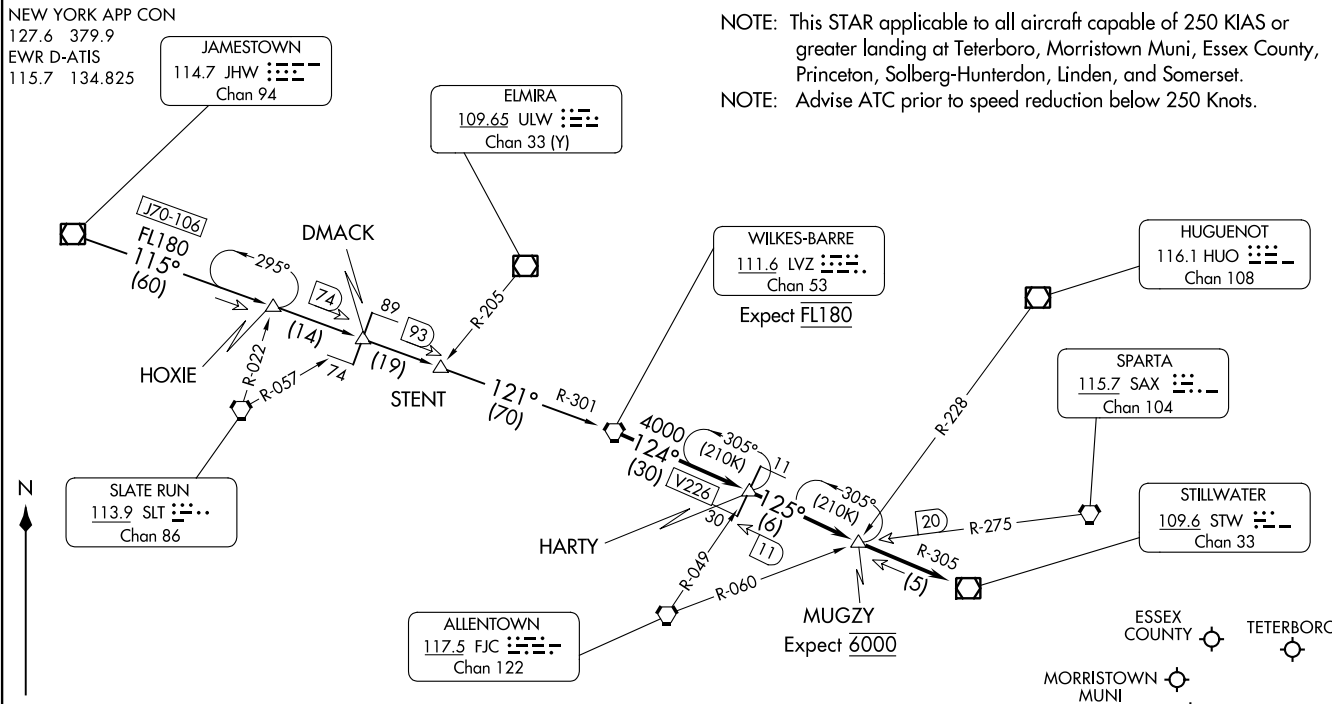 NEW YORK APP CON
127.6 379.9
EWR D-ATIS
115.7 134.825
NOTE: This STAR applicable to all aircraft capable of 250 KIAS or
greater landing at Teterboro, Morristown Muni, Essex County,
Princeton, Solberg-Hunterdon, Linden, and Somerset.
NOTE: Advise ATC prior to speed reduction below 250 Knots.
JAMESTOWN
114.7 JHW
Chan 94
ELMIRA
109.65 ULW
Chan 33 (Y)
WILKES-BARRE
111.6 LVZ
Chan 53
Expect FL180
HUGUENOT
116.1 HUO
Chan 108
SPARTA
115.7 SAX
Chan 104
STILLWATER
109.6 STW
Chan 33
SLATE RUN
113.9 SLT
Chan 86
ALLENTOWN
117.5 FJC
Chan 122
J70-106
FL180
115°
(60)
295°
HOXIE
(14)
DMACK
74
89
93
(19)
74
R-022
R-057
R-205
STENT
121°
(70)
R-301
4000
124°
(30)
V226
305°
(210K)
11
30
11
HARTY
125°
(6)
305°
(210K)
R-049
R-060
R-228
20
R-275
R-305
(5)
MUGZY
Expect 6000
N
ESSEX
COUNTY
TETERBORO
MORRISTOWN
MUNI